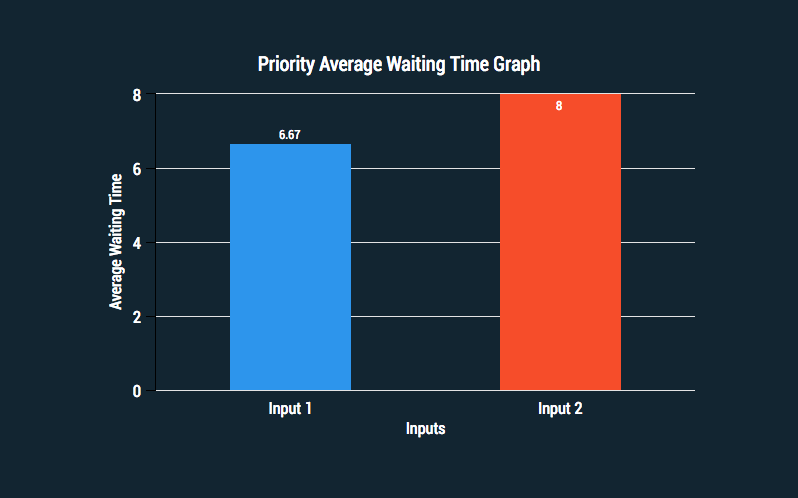 Priority Average Waiting Time Graph
8
6
4
2
0
Average Waiting Time
6.67
8
Input 1
Input 2
Inputs